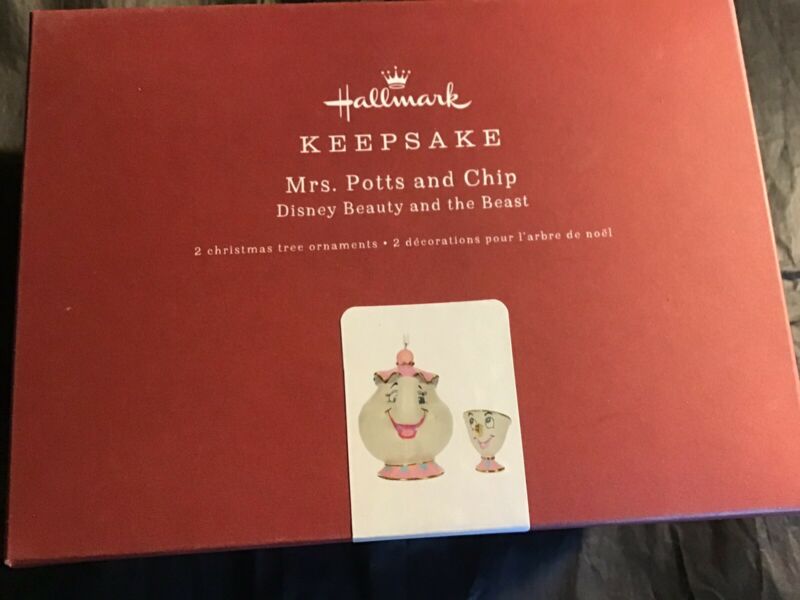 Hallmark
KEEPSAKE
Mrs. Potts and Chip
Disney Beauty and the Beast
2 christmas tree ornaments • 2 décorations pour l'arbre de noël